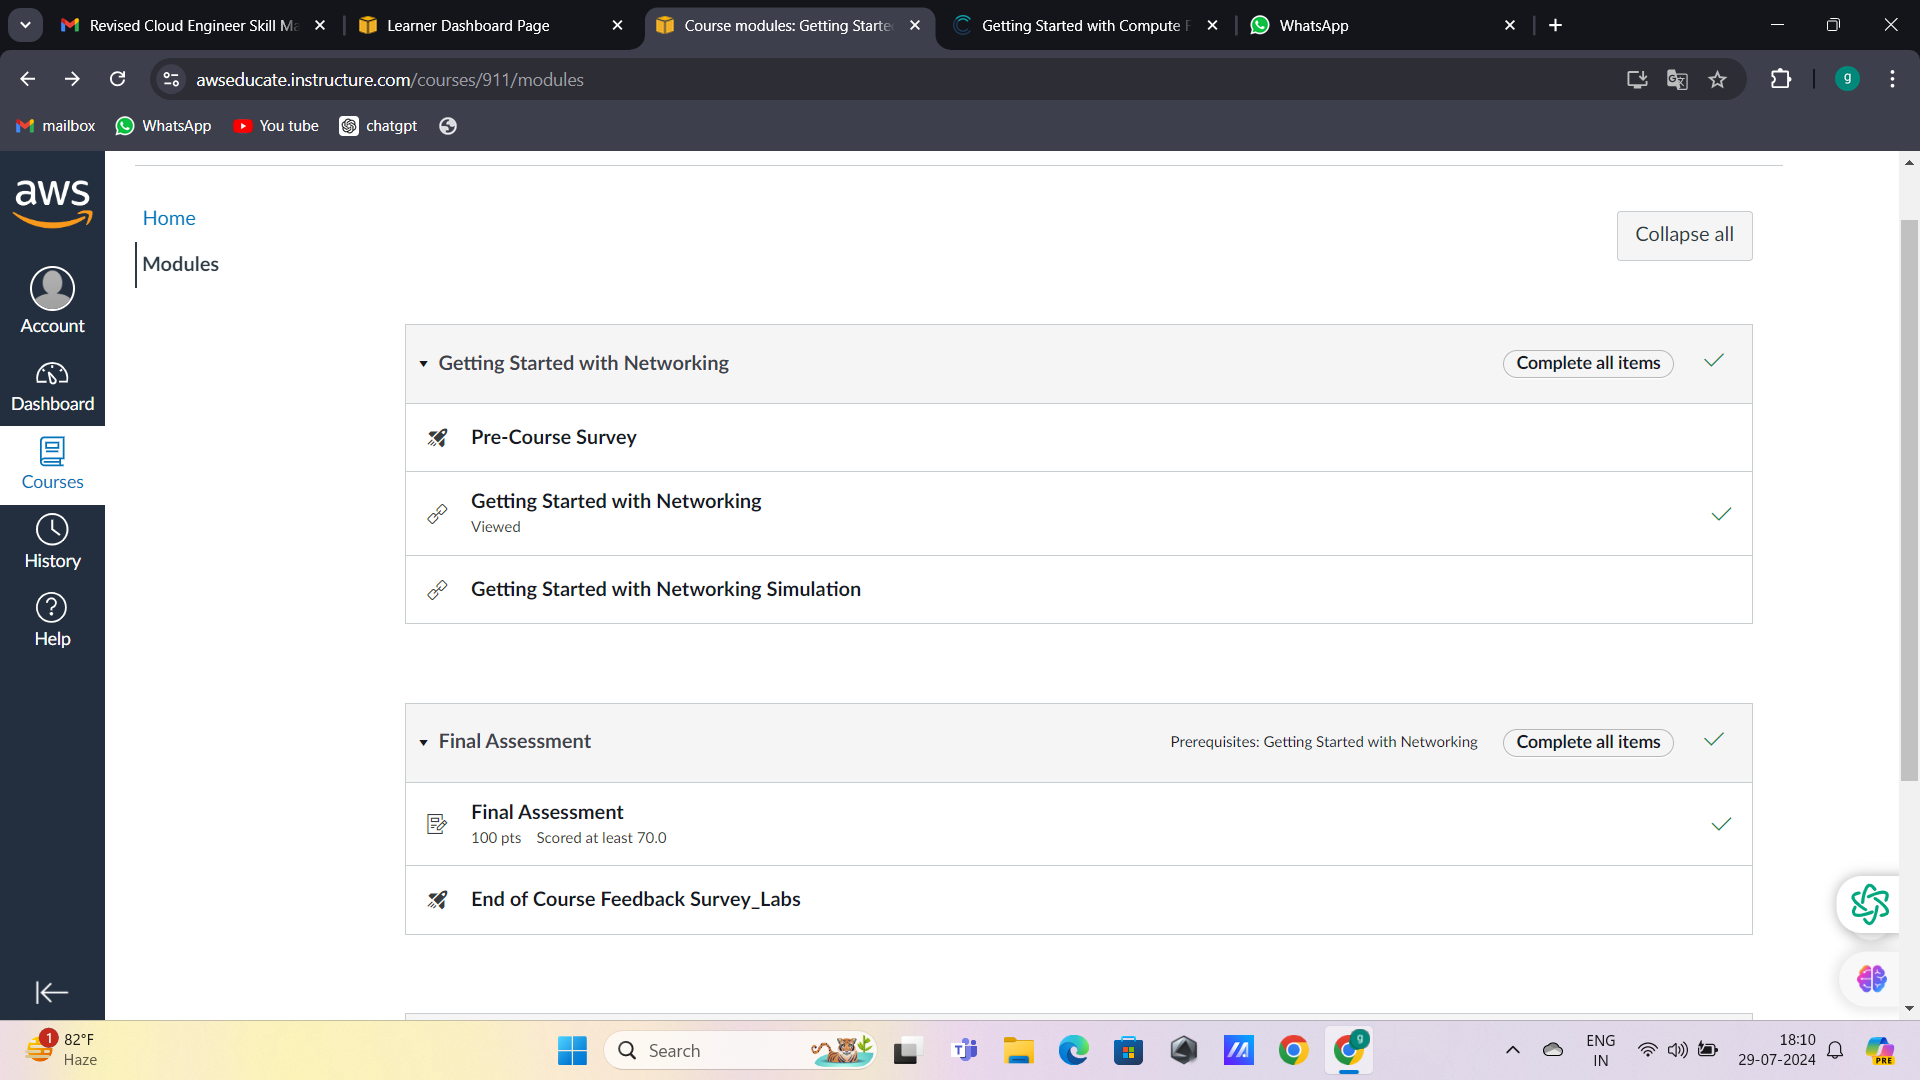 Revised Cloud Engineer Skill Ma
Learner Dashboard Page
Course modules: Getting Starte
Getting Started with Compute
WhatsApp
awseducate.instructure.com/courses/911/modules
g
mailbox
WhatsApp
You tube
chatgpt
aws
Account
Dashboard
Courses
History
Help
Home
Modules
Collapse all
Getting Started with Networking
Complete all items
Pre-Course Survey
Getting Started with Networking
Viewed
Getting Started with Networking Simulation
Final Assessment
Prerequisites: Getting Started with Networking
Complete all items
Final Assessment
100 pts Scored at least 70.0
End of Course Feedback Survey_Labs
1
82°F
Haze
Search
g
ENG
IN
18:10
29-07-2024
PRE